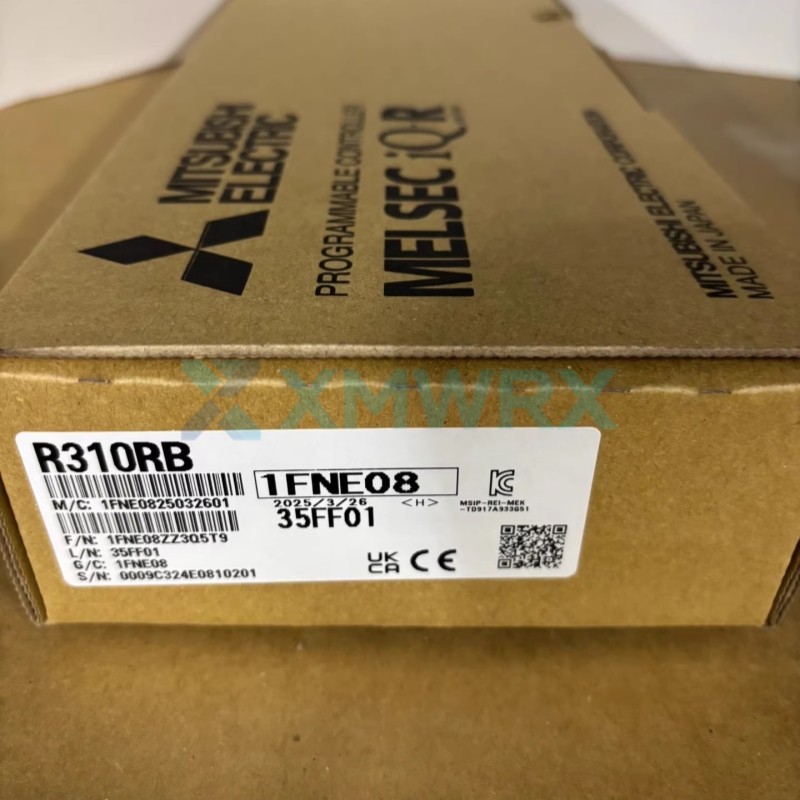 MITSUBISHI
ELECTRIC
PROGRAMMABLE CONTROLLER
MELSEC iQ-R
MITSUBISHI ELECTRIC CORPORATION
MADE IN JAPAN
XMWRX
R310RB
M/C: 1FNE0825032601
F/N: 1FNE08ZZ3Q5T9
L/N: 35FF01
G/C: 1FNE08
S/N: 0009C324E0810201
1FNE08
2025/3/26 <H>
35FF01
MSIP-REI-MEK
-TD917A933G51
UK
CA CE